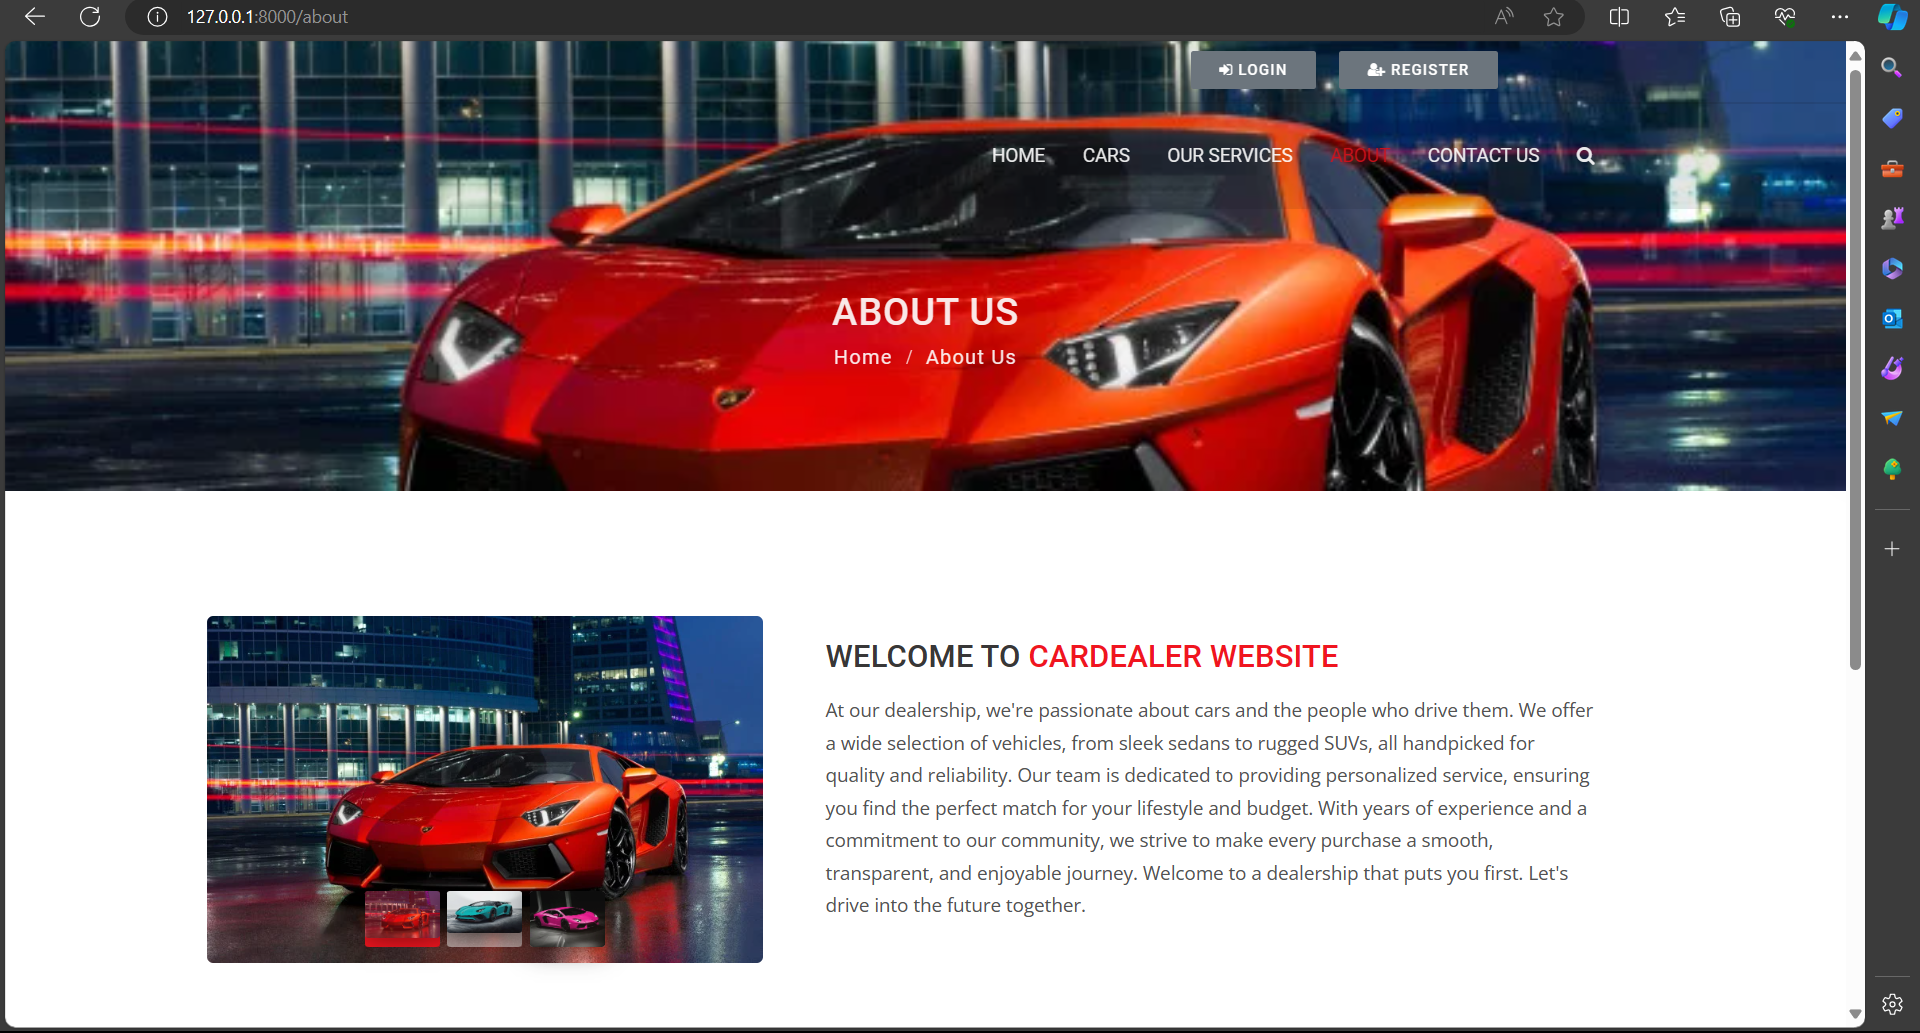 127.0.0.1:8000/about
LOGIN
REGISTER
HOME
CARS
OUR SERVICES
ABOUT
CONTACT US
ABOUT US
Home / About Us
WELCOME TO CARDEALER WEBSITE
At our dealership, we're passionate about cars and the people who drive them. We offer
a wide selection of vehicles, from sleek sedans to rugged SUVs, all handpicked for
quality and reliability. Our team is dedicated to providing personalized service, ensuring
you find the perfect match for your lifestyle and budget. With years of experience and a
commitment to our community, we strive to make every purchase a smooth,
transparent, and enjoyable journey. Welcome to a dealership that puts you first. Let's
drive into the future together.